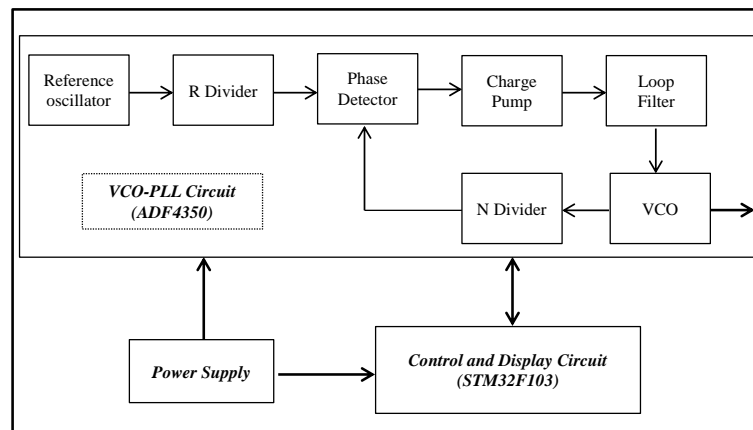 Reference
oscillator
R Divider
Phase
Detector
Charge
Pump
Loop
Filter
VCO-PLL Circuit
(ADF4350)
N Divider
VCO
Power Supply
Control and Display Circuit
(STM32F103)